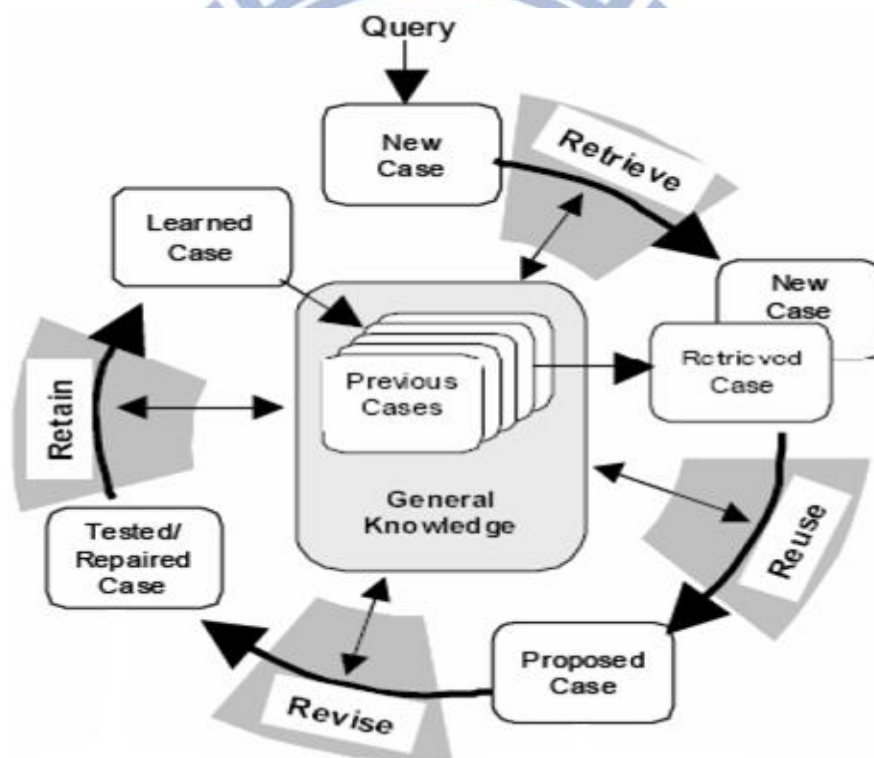 Query
New
Case
Retrieve
Learned
Case
New
Case
Retrieved
Case
Previous
Cases
Retain
General
Knowledge
Reuse
Tested/
Repaired
Case
Proposed
Case
Revise